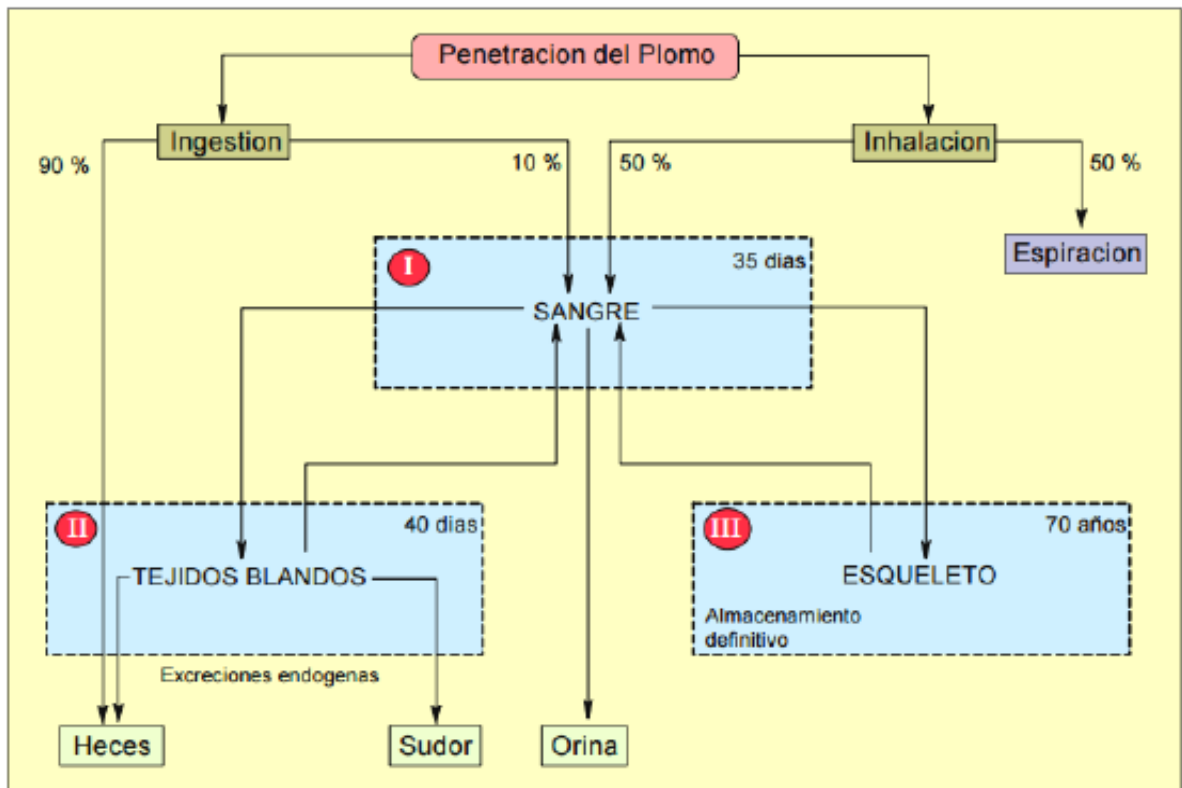 Penetracion del Plomo
Ingestion
Inhalacion
90 %
10 %
50 %
50 %
Espiracion
I
35 dias
SANGRE
II
40 dias
III
70 años
TEJIDOS BLANDOS
ESQUELETO
Almacenamiento
definitivo
Excreciones endogenas
Heces
Sudor
Orina